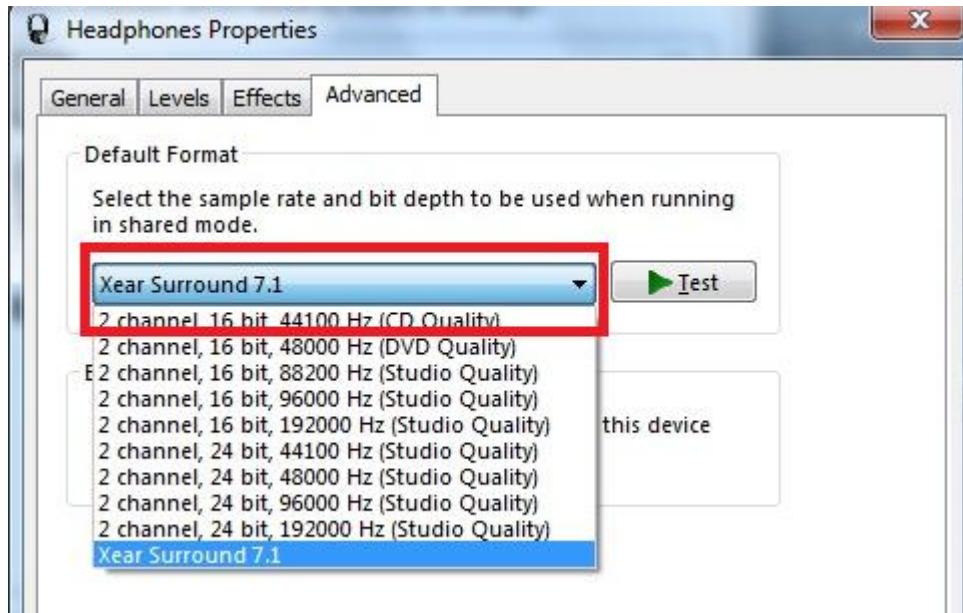 Headphones Properties
General Levels Effects Advanced
Default Format
Select the sample rate and bit depth to be used when running
in shared mode.
Xear Surround 7.1
Test
2 channel, 16 bit, 44100 Hz (CD Quality)
2 channel, 16 bit, 48000 Hz (DVD Quality)
E
2 channel, 16 bit, 88200 Hz (Studio Quality)
2 channel, 16 bit, 96000 Hz (Studio Quality)
2 channel, 16 bit, 192000 Hz (Studio Quality)
this device
2 channel, 24 bit, 44100 Hz (Studio Quality)
2 channel, 24 bit, 48000 Hz (Studio Quality)
2 channel, 24 bit, 96000 Hz (Studio Quality)
2 channel, 24 bit, 192000 Hz (Studio Quality)
Xear Surround 7.1